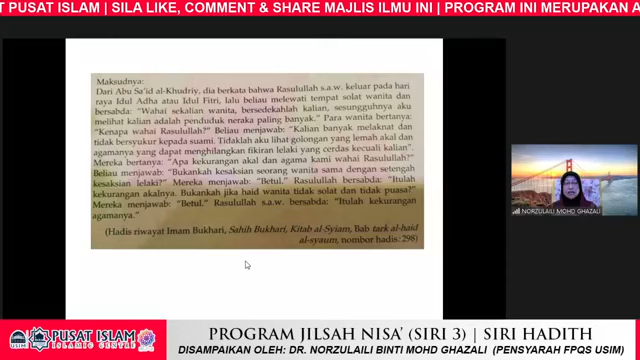 T PUSAT ISLAM | SILA LIKE, COMMENT & SHARE MAJLIS ILMU INI | PROGRAM INI MERUPAKAN A
Maksudnya:
Dari Abu Sa'id al-Khudriy, dia berkata bahwa Rasulullah s.a.w. keluar pada hari
raya Idul Adha atau Idul Fitri, lalu beliau melewati tempat solat wanita dan
bersabda: "Wahai sekalian wanita, bersedekahlah kalian, sesungguhnya aku
melihat kalian adalah penduduk neraka paling banyak." Para wanita bertanya:
"Kenapa wahai Rasulullah?" Beliau menjawab: "Kalian banyak melaknat dan
tidak bersyukur kepada suami. Tidaklah aku lihat golongan yang lemah akal dan
agamanya yang dapat menghilangkan fikiran lelaki yang cerdas kecuali kalian".
Mereka bertanya: "Apa kekurangan akal dan agama kami wahai Rasulullah?"
Beliau menjawab: "Bukankah kesaksian seorang wanita sama dengan setengah
kesaksian lelaki?" Mereka menjawab: "Betul." Rasulullah bersabda: "Itulah
kekurangan akalnya. Bukankah jika haid wanita tidak solat dan tidak puasa?"
Mereka menjawab: "Betul." Rasulullah s.a.w. bersabda: "Itulah kekurangan
agamanya."
(Hadis riwayat Imam Bukhari, Sahih Bukhari, Kitab al-Syiam, Bab tark al-haid
al-syaum, nombor hadis: 298)
NORZULAILI MOHD GHAZALI
USIM
PUSAT ISLAM
ISLAMIC CENTRE
PROGRAM JILSAH NISA' (SIRI 3) | SIRI HADITH
DISAMPAIKAN OLEH: DR. NORZULAILI BINTI MOHD GHAZALI (PENSYARAH FPQS USIM)